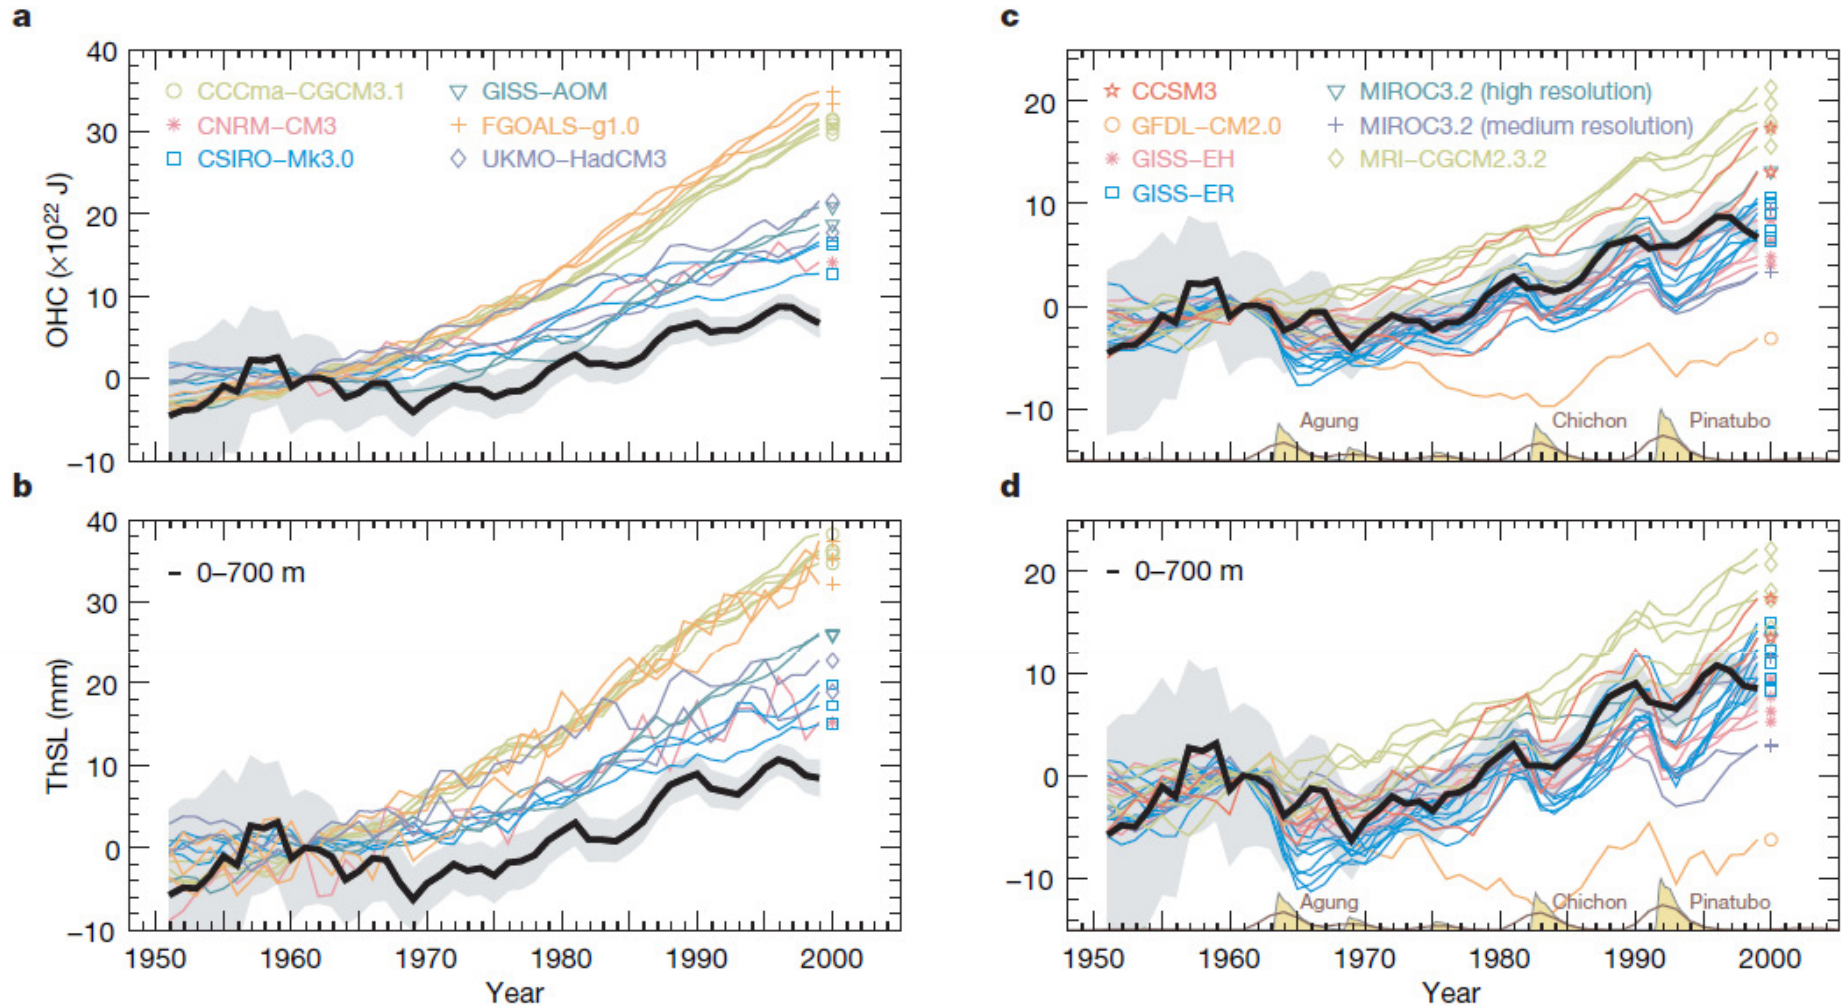 a
40
30
20
10
0
−10
OHC (×10²² J)
CCCma−CGCM3.1
CNRM−CM3
CSIRO−Mk3.0
GISS−AOM
FGOALS−g1.0
UKMO−HadCM3
b
40
30
20
10
0
−10
ThSL (mm)
0–700 m
1950 1960 1970 1980 1990 2000
Year
c
20
10
0
−10
CCSM3
GFDL−CM2.0
GISS−EH
GISS−ER
MIROC3.2 (high resolution)
MIROC3.2 (medium resolution)
MRI−CGCM2.3.2
Agung Chichon Pinatubo
d
20
10
0
−10
0–700 m
Agung Chichon Pinatubo
1950 1960 1970 1980 1990 2000
Year